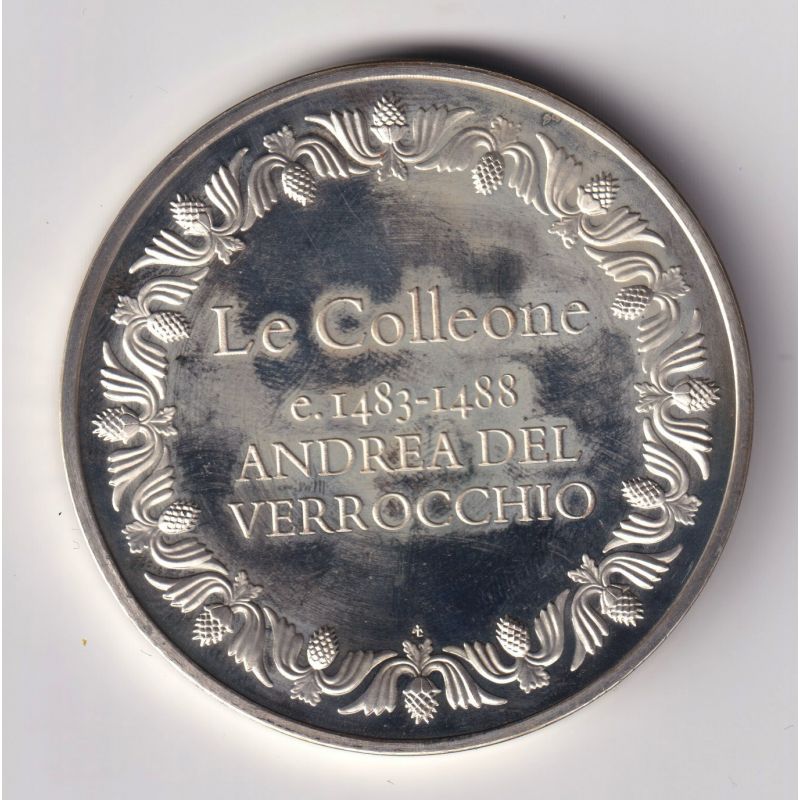 Le Colleone
e. 1483-1488
ANDREA DEL
VERROCCHIO